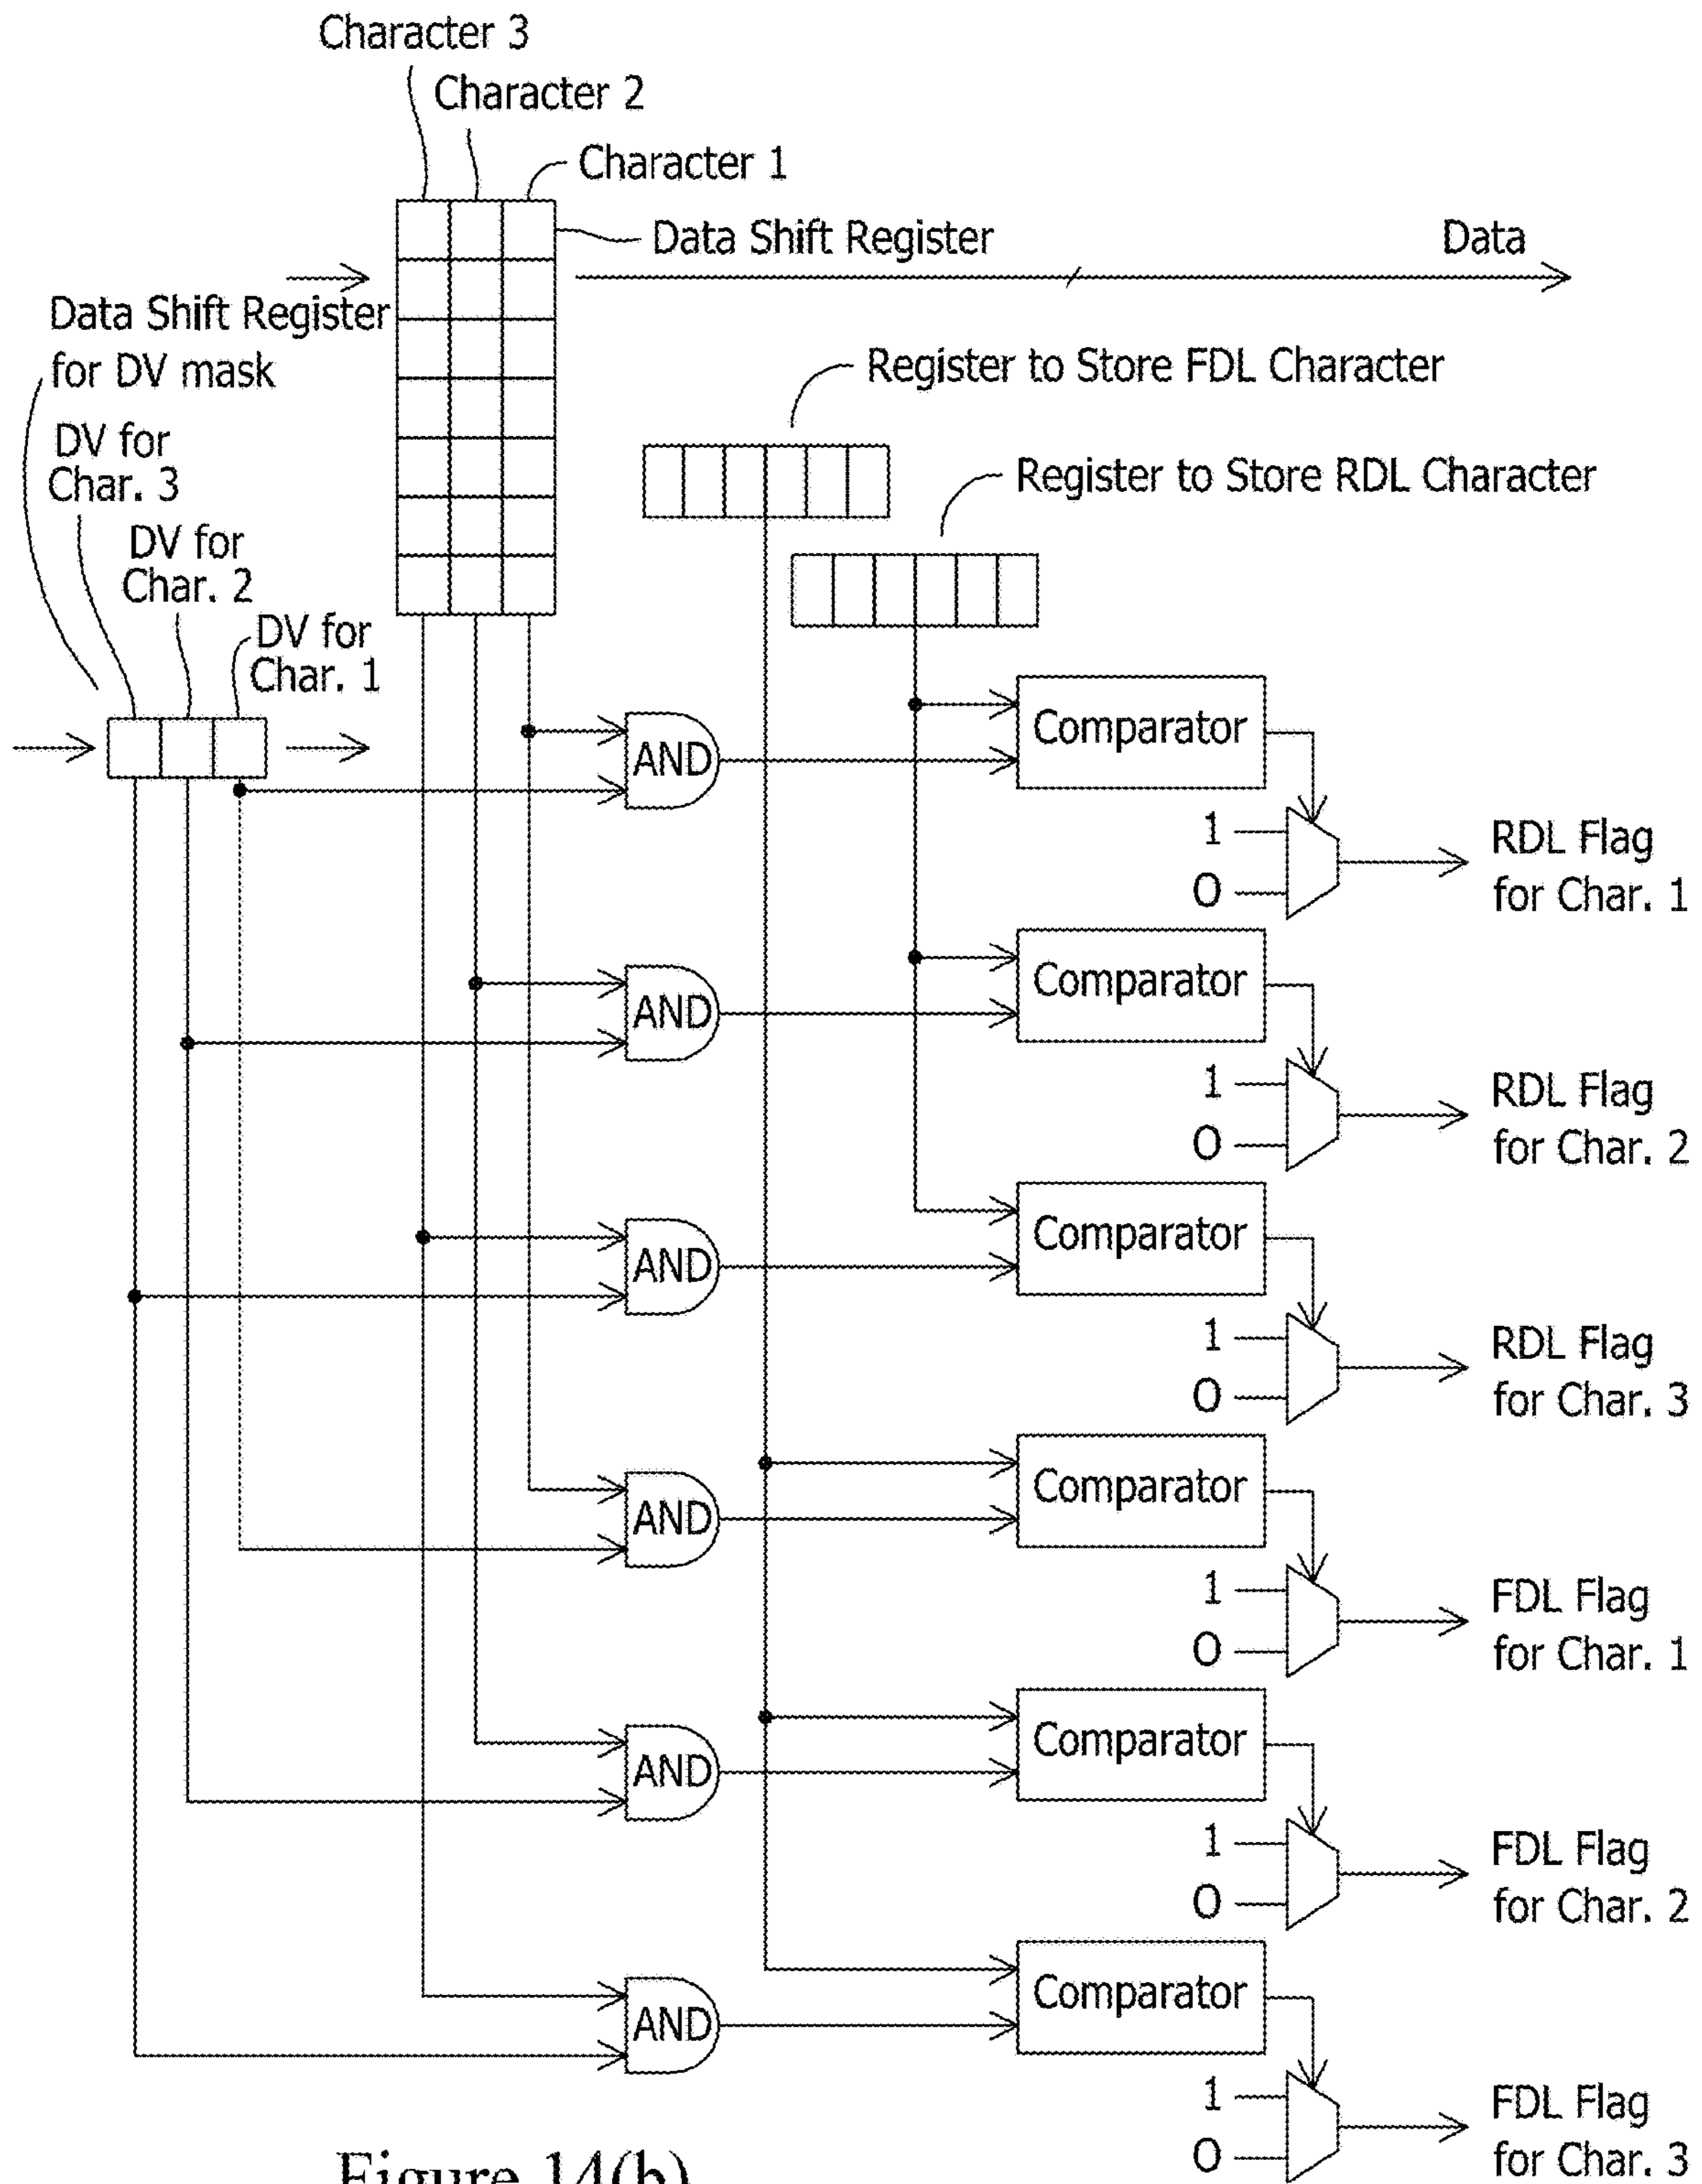 Character 3
Character 2
Character 1
Data Shift Register
Data
Data Shift Register
for DV mask
Register to Store FDL Character
DV for
Char. 3
Register to Store RDL Character
DV for
Char. 2
DV for
Char. 1
AND
Comparator
1
0
RDL Flag
for Char. 1
AND
Comparator
1
0
RDL Flag
for Char. 2
AND
Comparator
1
0
RDL Flag
for Char. 3
AND
Comparator
1
0
FDL Flag
for Char. 1
AND
Comparator
1
0
FDL Flag
for Char. 2
AND
Comparator
1
0
FDL Flag
for Char. 3
Figure 14(b)